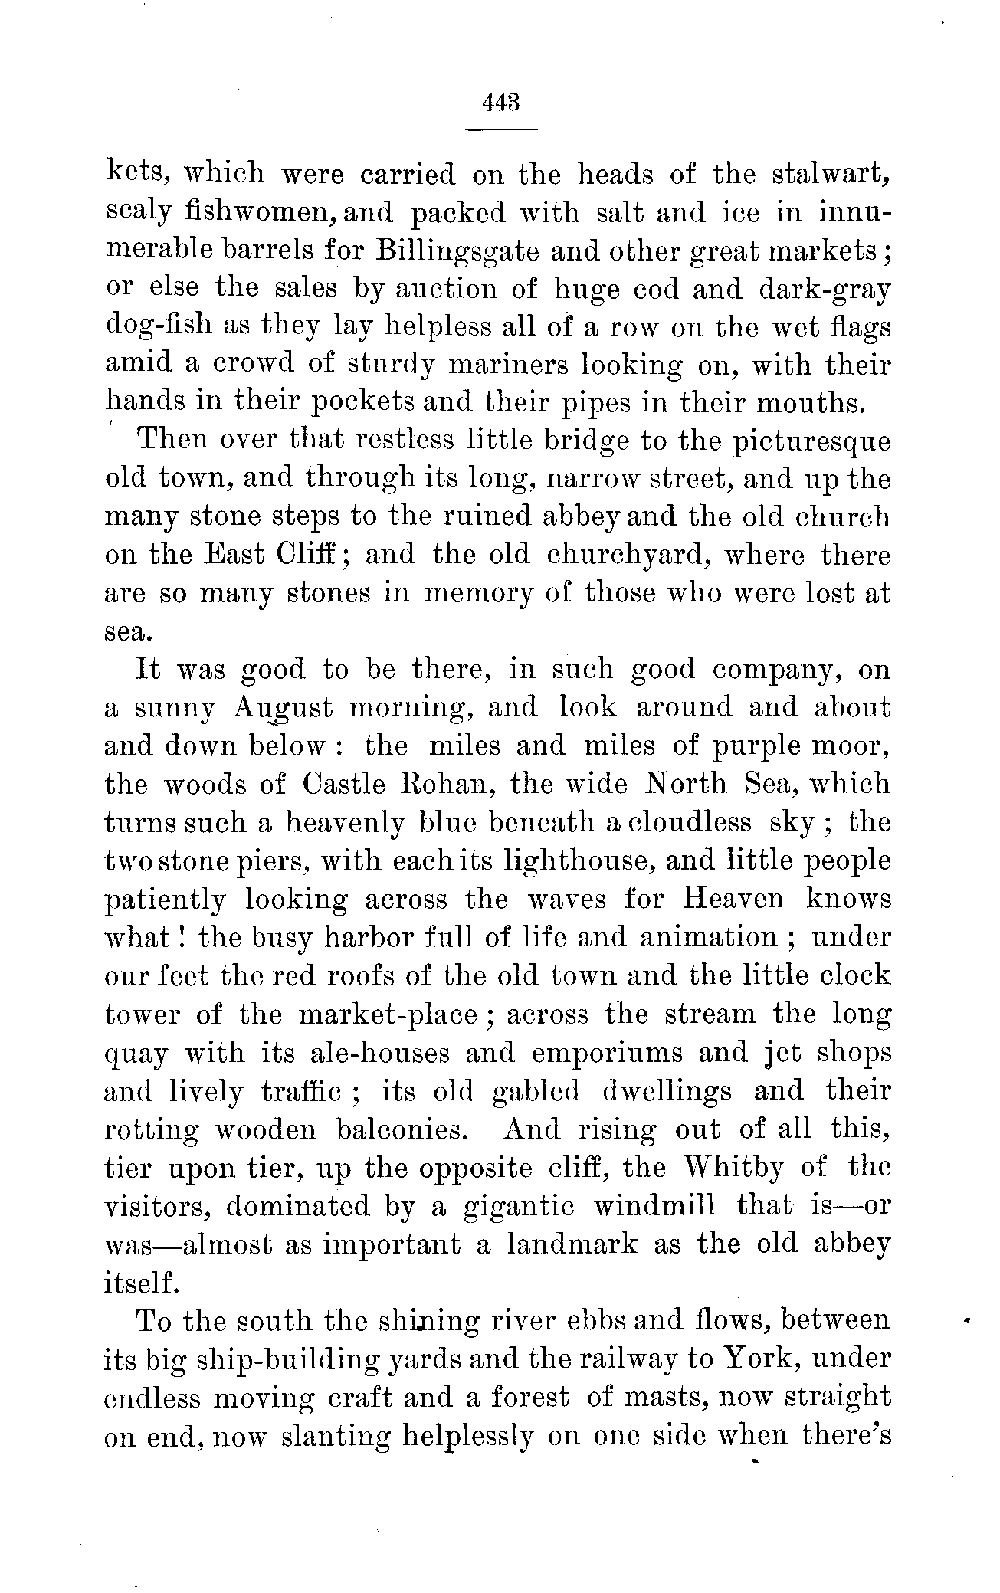 443
kets, which were carried on the heads of the stalwart,
scaly fishwomen, and packed with salt and ice in innu-
merable barrels for Billingsgate and other great markets;
or else the sales by auction of huge cod and dark-gray
dog-fish as they lay helpless all of a row on the wet flags
amid a crowd of sturdy mariners looking on, with their
hands in their pockets and their pipes in their mouths.
Then over that restless little bridge to the picturesque
old town, and through its long, narrow street, and up the
many stone steps to the ruined abbey and the old church
on the East Cliff; and the old churchyard, where there
are so many stones in memory of those who were lost at
sea.
It was good to be there, in such good company, on
a sunny August morning, and look around and about
and down below : the miles and miles of purple moor,
the woods of Castle Rohan, the wide North Sea, which
turns such a heavenly blue beneath a cloudless sky ; the
two stone piers, with each its lighthouse, and little people
patiently looking across the waves for Heaven knows
what ! the busy harbor full of life and animation ; under
our feet the red roofs of the old town and the little clock
tower of the market-place ; across the stream the long
quay with its ale-houses and emporiums and jet shops
and lively traffic ; its old gabled dwellings and their
rotting wooden balconies. And rising out of all this,
tier upon tier, up the opposite cliff, the Whitby of the
visitors, dominated by a gigantic windmill that is—or
was—almost as important a landmark as the old abbey
itself.
To the south the shining river ebbs and flows, between
its big ship-building yards and the railway to York, under
endless moving craft and a forest of masts, now straight
on end, now slanting helplessly on one side when there's